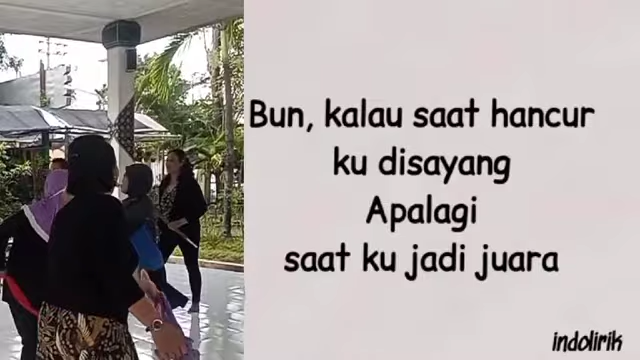 Bun, kalau saat hancur
ku disayang
Apalagi
saat ku jadi juara
indolirik